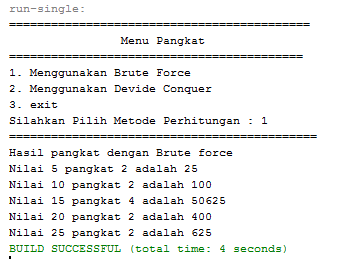 run-single:
===========================================
Menu Pangkat
==========================================
1. Menggunakan Brute Force
2. Menggunakan Devide Conquer
3. exit
Silahkan Pilih Metode Perhitungan : 1
============================================
Hasil pangkat dengan Brute force
Nilai 5 pangkat 2 adalah 25
Nilai 10 pangkat 2 adalah 100
Nilai 15 pangkat 4 adalah 50625
Nilai 20 pangkat 2 adalah 400
Nilai 25 pangkat 2 adalah 625
BUILD SUCCESSFUL (total time: 4 seconds)